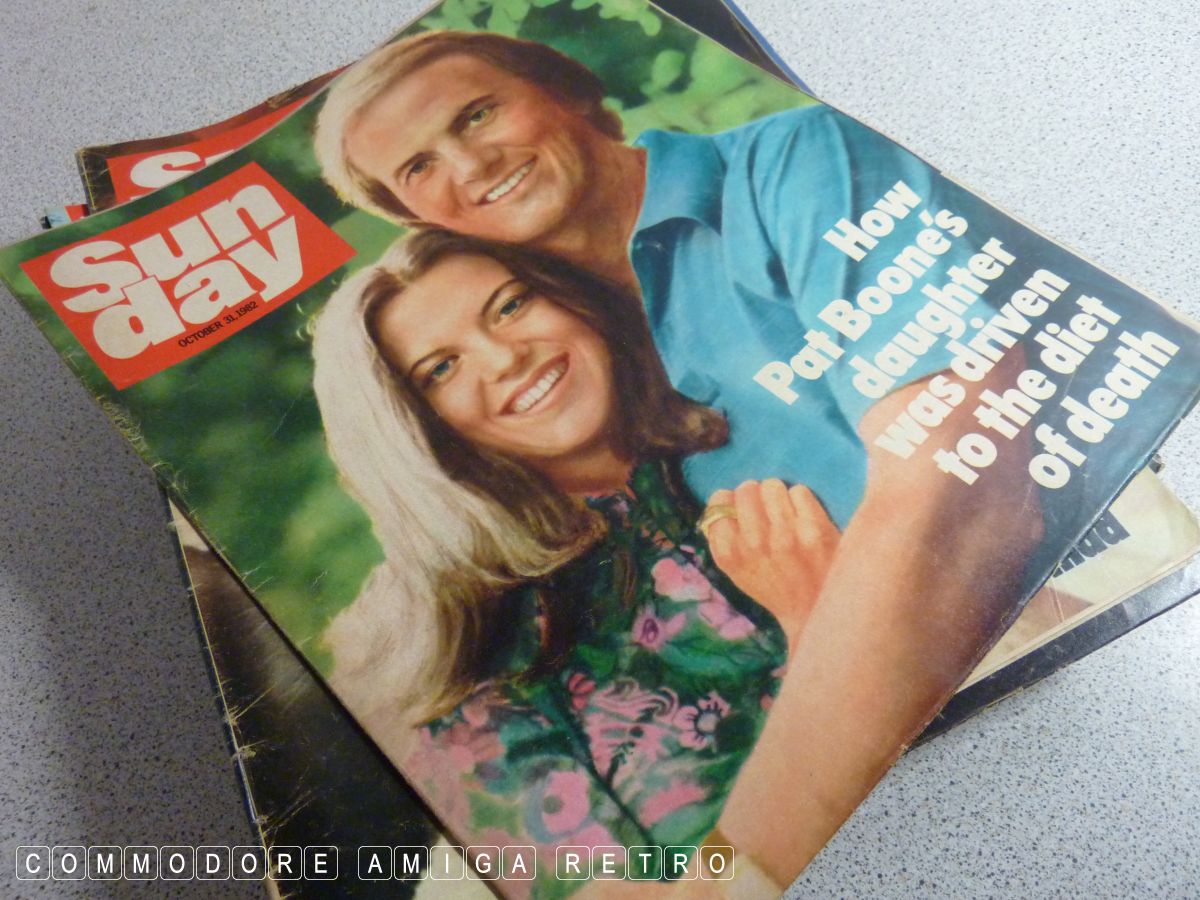 Sun
day
OCTOBER 31, 1982
How
Pat Boone's
daughter
was driven
to the diet
of death
COMMODORE AMIGA RETRO